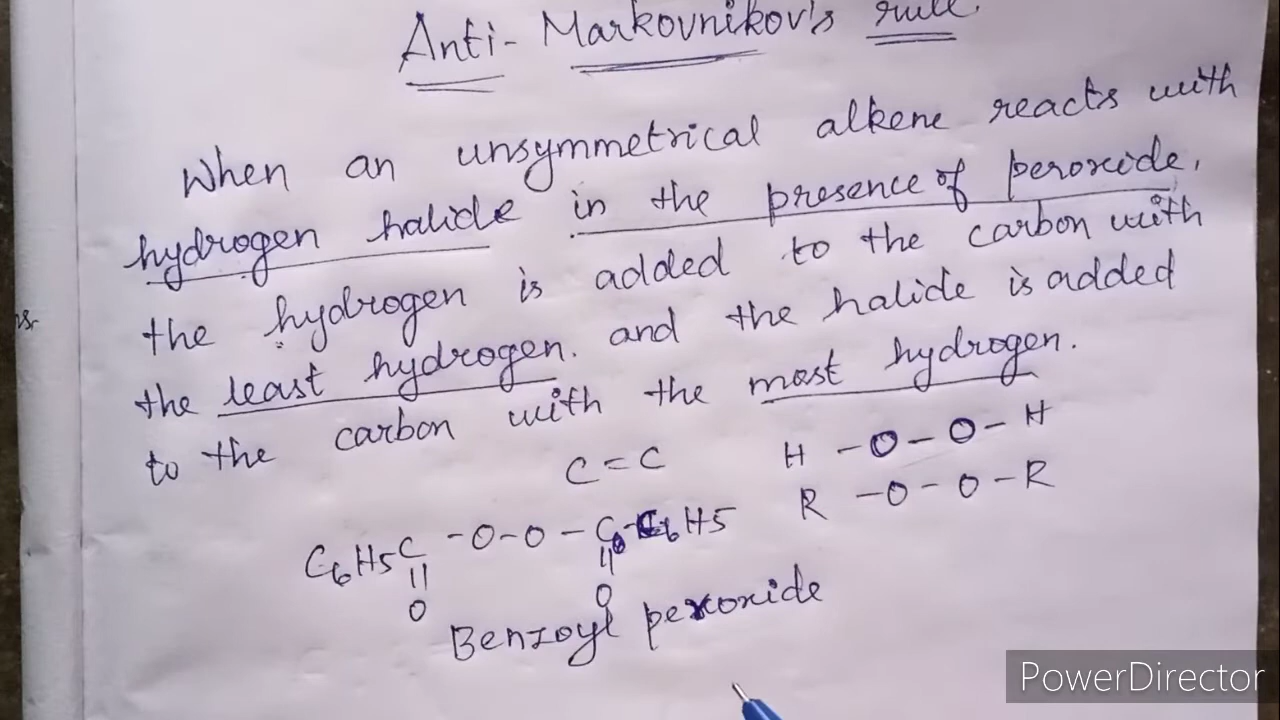 Anti- Markovnikov's rule.
When an unsymmetrical alkene reacts with
hydrogen halide in the presence of peroxide,
the hydrogen is added to the carbon with
the least hydrogen. and the halide is added
to the carbon with the most hydrogen.
C = C
H - O - O - H
R - O - O - R
C6H5C - O - O - C - C6H5
|| ||
O O
Benzoyl peroxide
PowerDirector